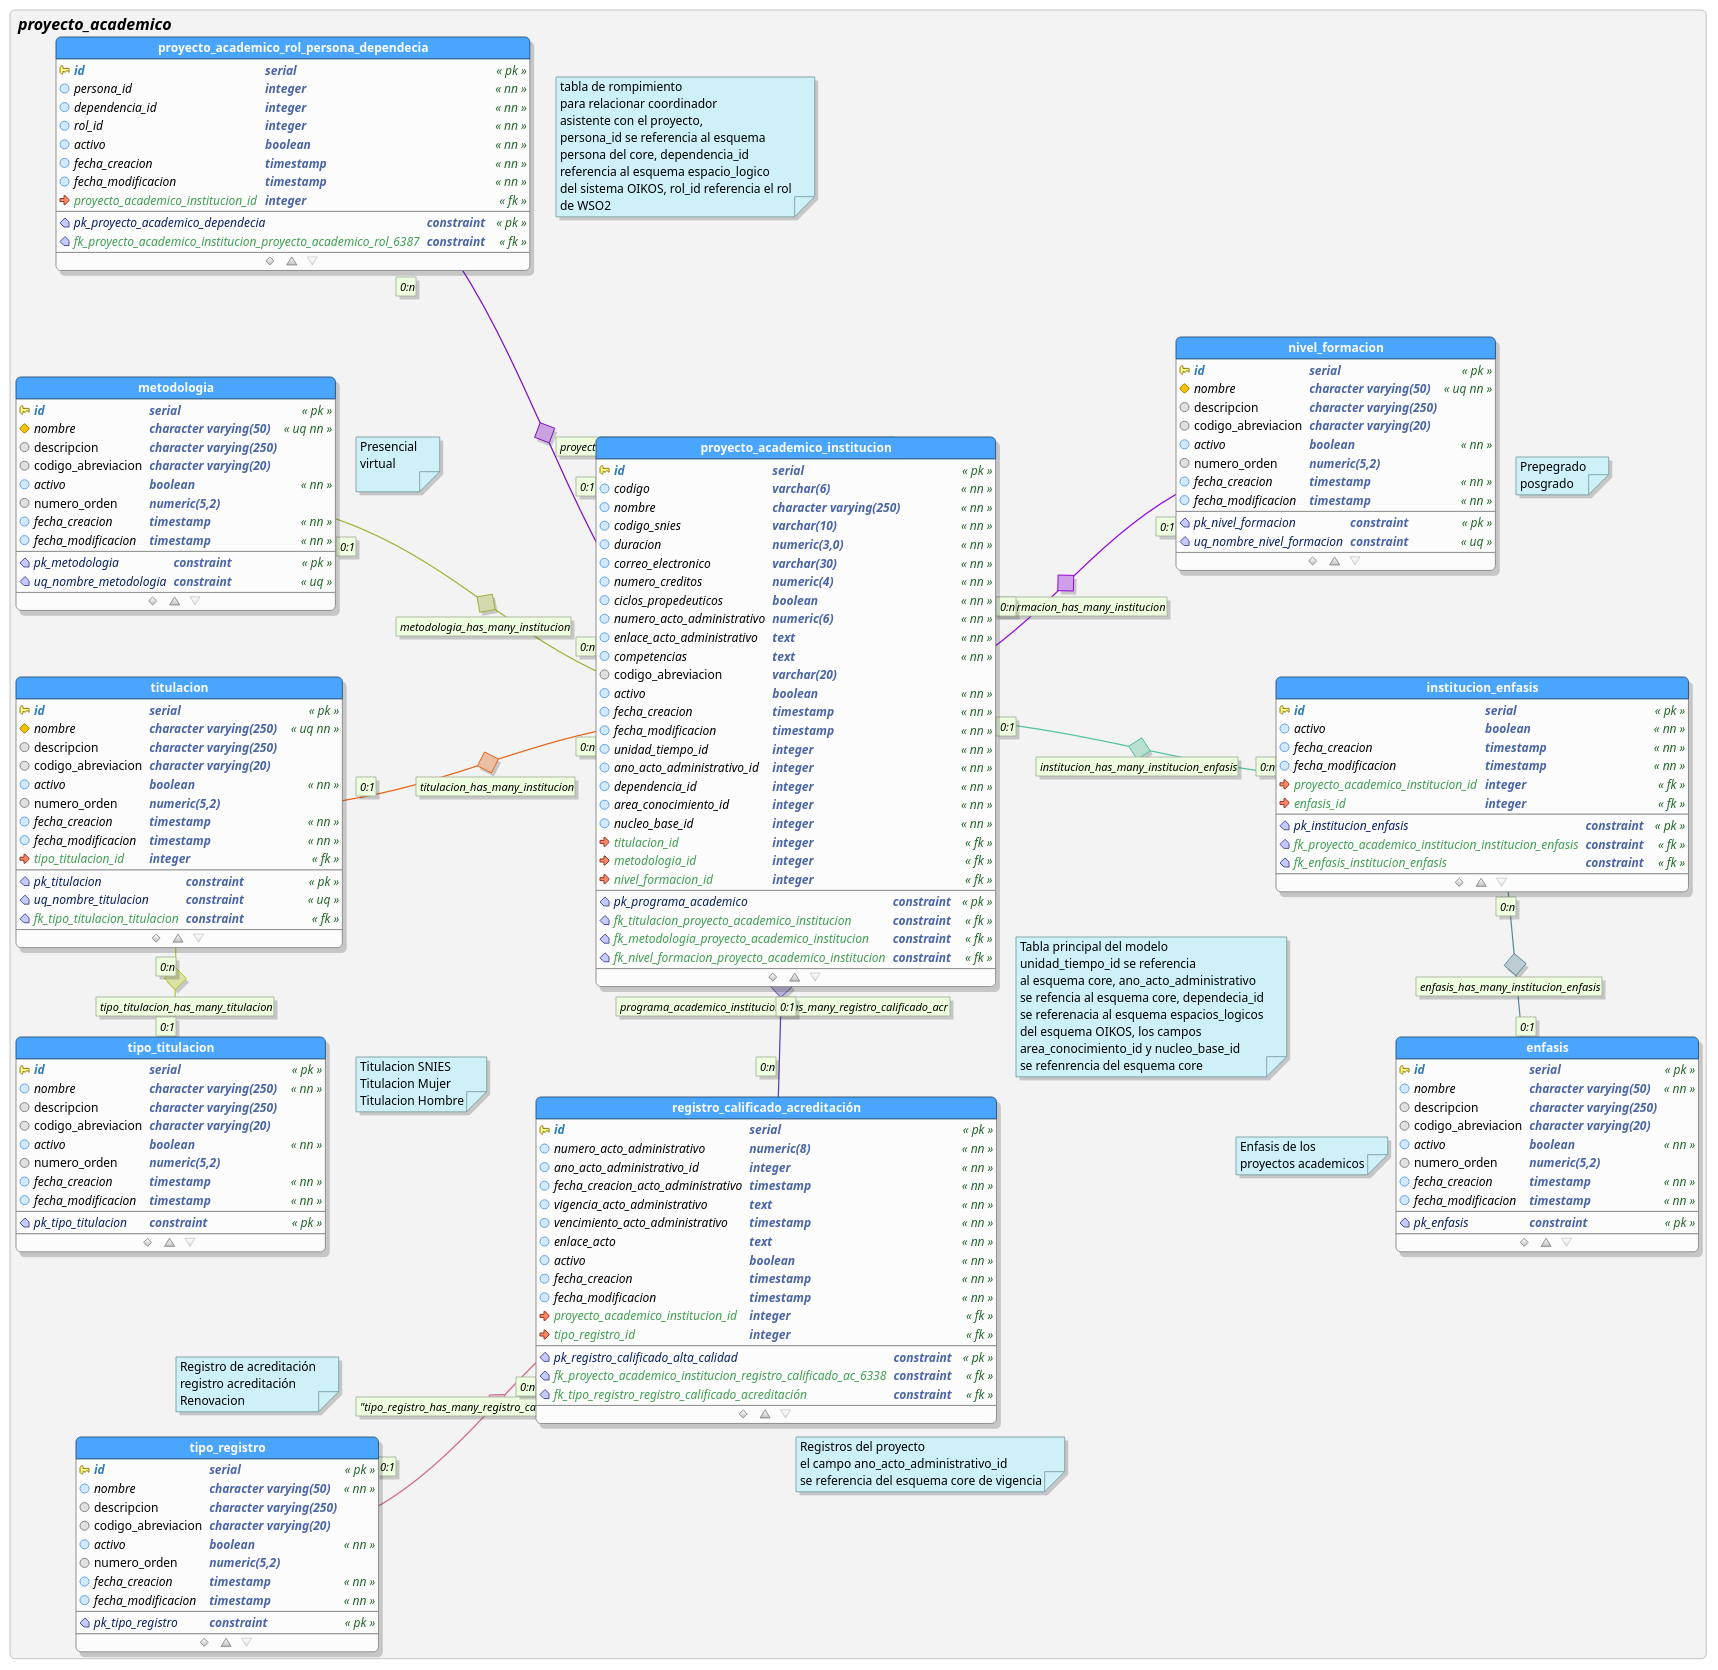 proyecto_academico
proyecto_academico_rol_persona_dependecia
id serial « pk »
persona_id integer « nn »
dependencia_id integer « nn »
rol_id integer « nn »
activo boolean « nn »
fecha_creacion timestamp « nn »
fecha_modificacion timestamp « nn »
proyecto_academico_institucion_id integer « fk »
pk_proyecto_academico_dependecia constraint « pk »
fk_proyecto_academico_institucion_proyecto_academico_rol_6387 constraint « fk »
tabla de rompimiento
para relacionar coordinador
asistente con el proyecto,
persona_id se referencia al esquema
persona del core, dependencia_id
referencia al esquema espacio_logico
del sistema OIKOS, rol_id referencia el rol
de WSO2
0:n
metodologia
id serial « pk »
nombre character varying(50) « uq nn »
descripcion character varying(250)
codigo_abreviacion character varying(20)
activo boolean « nn »
numero_orden numeric(5,2)
fecha_creacion timestamp « nn »
fecha_modificacion timestamp « nn »
pk_metodologia constraint « pk »
uq_nombre_metodologia constraint « uq »
Presencial
virtual
0:1
metodologia_has_many_institucion
0:n
proyect
0:1
proyecto_academico_institucion
id serial « pk »
codigo varchar(6) « nn »
nombre character varying(250) « nn »
codigo_snies varchar(10) « nn »
duracion numeric(3,0) « nn »
correo_electronico varchar(30) « nn »
numero_creditos numeric(4) « nn »
ciclos_propedeuticos boolean « nn »
numero_acto_administrativo numeric(6) « nn »
enlace_acto_administrativo text « nn »
competencias text « nn »
codigo_abreviacion varchar(20)
activo boolean « nn »
fecha_creacion timestamp « nn »
fecha_modificacion timestamp « nn »
unidad_tiempo_id integer « nn »
ano_acto_administrativo_id integer « nn »
dependencia_id integer « nn »
area_conocimiento_id integer « nn »
nucleo_base_id integer « nn »
titulacion_id integer « fk »
metodologia_id integer « fk »
nivel_formacion_id integer « fk »
pk_programa_academico constraint « pk »
fk_titulacion_proyecto_academico_institucion constraint « fk »
fk_metodologia_proyecto_academico_institucion constraint « fk »
fk_nivel_formacion_proyecto_academico_institucion constraint « fk »
nivel_formacion
id serial « pk »
nombre character varying(50) « uq nn »
descripcion character varying(250)
codigo_abreviacion character varying(20)
activo boolean « nn »
numero_orden numeric(5,2)
fecha_creacion timestamp « nn »
fecha_modificacion timestamp « nn »
pk_nivel_formacion constraint « pk »
uq_nombre_nivel_formacion constraint « uq »
Prepegrado
posgrado
0:1
0:n
rmacion_has_many_institucion
titulacion
id serial « pk »
nombre character varying(250) « uq nn »
descripcion character varying(250)
codigo_abreviacion character varying(20)
activo boolean « nn »
numero_orden numeric(5,2)
fecha_creacion timestamp « nn »
fecha_modificacion timestamp « nn »
tipo_titulacion_id integer « fk »
pk_titulacion constraint « pk »
uq_nombre_titulacion constraint « uq »
fk_tipo_titulacion_titulacion constraint « fk »
0:1
titulacion_has_many_institucion
0:n
0:1
institucion_has_many_institucion_enfasis
0:n
institucion_enfasis
id serial « pk »
activo boolean « nn »
fecha_creacion timestamp « nn »
fecha_modificacion timestamp « nn »
proyecto_academico_institucion_id integer « fk »
enfasis_id integer « fk »
pk_institucion_enfasis constraint « pk »
fk_proyecto_academico_institucion_institucion_enfasis constraint « fk »
fk_enfasis_institucion_enfasis constraint « fk »
0:n
enfasis_has_many_institucion_enfasis
0:1
0:n
tipo_titulacion_has_many_titulacion
0:1
programa_academico_institucio
0:1
s_many_registro_calificado_acr
0:n
Tabla principal del modelo
unidad_tiempo_id se referencia
al esquema core, ano_acto_administrativo
se refencia al esquema core, dependecia_id
se referenacia al esquema espacios_logicos
del esquema OIKOS, los campos
area_conocimiento_id y nucleo_base_id
se refenrencia del esquema core
tipo_titulacion
id serial « pk »
nombre character varying(250) « nn »
descripcion character varying(250)
codigo_abreviacion character varying(20)
activo boolean « nn »
numero_orden numeric(5,2)
fecha_creacion timestamp « nn »
fecha_modificacion timestamp « nn »
pk_tipo_titulacion constraint « pk »
Titulacion SNIES
Titulacion Mujer
Titulacion Hombre
registro_calificado_acreditación
id serial « pk »
numero_acto_administrativo numeric(8) « nn »
ano_acto_administrativo_id integer « nn »
fecha_creacion_acto_administrativo timestamp « nn »
vigencia_acto_administrativo text « nn »
vencimiento_acto_administrativo timestamp « nn »
enlace_acto text « nn »
activo boolean « nn »
fecha_creacion timestamp « nn »
fecha_modificacion timestamp « nn »
proyecto_academico_institucion_id integer « fk »
tipo_registro_id integer « fk »
pk_registro_calificado_alta_calidad constraint « pk »
fk_proyecto_academico_institucion_registro_calificado_ac_6338 constraint « fk »
fk_tipo_registro_registro_calificado_acreditación constraint « fk »
Enfasis de los
proyectos academicos
enfasis
id serial « pk »
nombre character varying(50) « nn »
descripcion character varying(250)
codigo_abreviacion character varying(20)
activo boolean « nn »
numero_orden numeric(5,2)
fecha_creacion timestamp « nn »
fecha_modificacion timestamp « nn »
pk_enfasis constraint « pk »
Registro de acreditación
registro acreditación
Renovacion
0:n
"tipo_registro_has_many_registro_ca
0:1
tipo_registro
id serial « pk »
nombre character varying(50) « nn »
descripcion character varying(250)
codigo_abreviacion character varying(20)
activo boolean « nn »
numero_orden numeric(5,2)
fecha_creacion timestamp « nn »
fecha_modificacion timestamp « nn »
pk_tipo_registro constraint « pk »
Registros del proyecto
el campo ano_acto_administrativo_id
se referencia del esquema core de vigencia